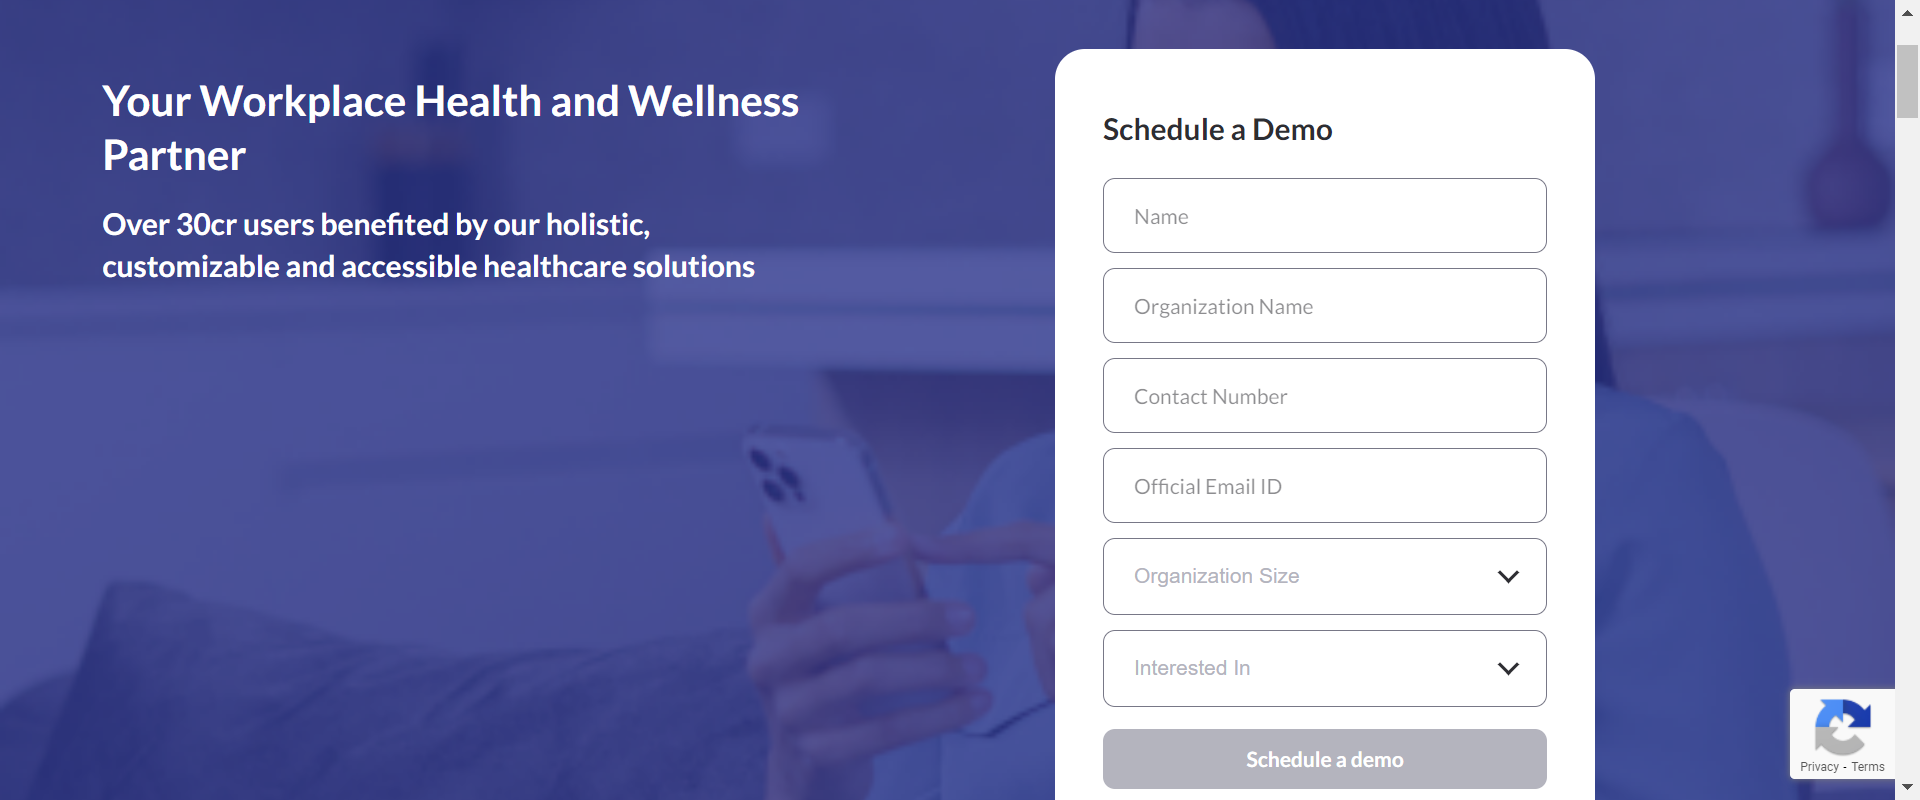 Your Workplace Health and Wellness
Partner
Over 30cr users benefited by our holistic,
customizable and accessible healthcare solutions
Schedule a Demo
Name
Organization Name
Contact Number
Official Email ID
Organization Size
Interested In
Schedule a demo
Privacy - Terms